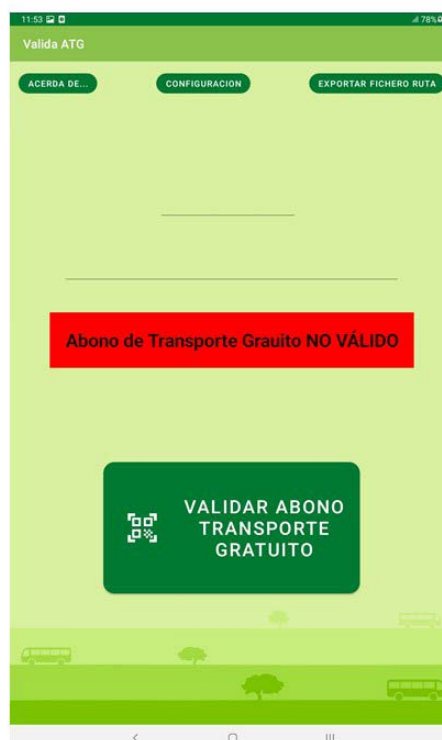 11:53 78%
Valida ATG
ACERDA DE... CONFIGURACION EXPORTAR FICHERO RUTA
Abono de Transporte Grauito NO VÁLIDO
VALIDAR ABONO
TRANSPORTE
GRATUITO